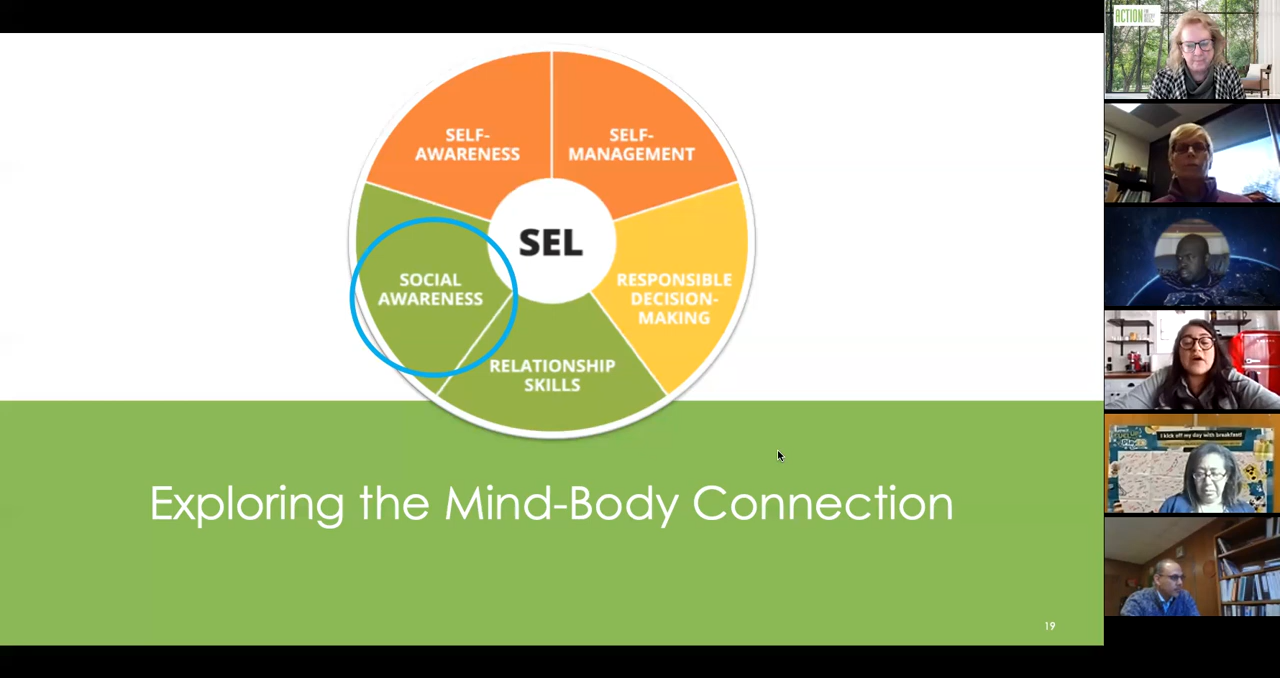 SELF-
AWARENESS
SELF-
MANAGEMENT
SEL
SOCIAL
AWARENESS
RESPONSIBLE
DECISION-
MAKING
RELATIONSHIP
SKILLS
Exploring the Mind-Body Connection
19
ACTION
I kick off my day with breakfast!